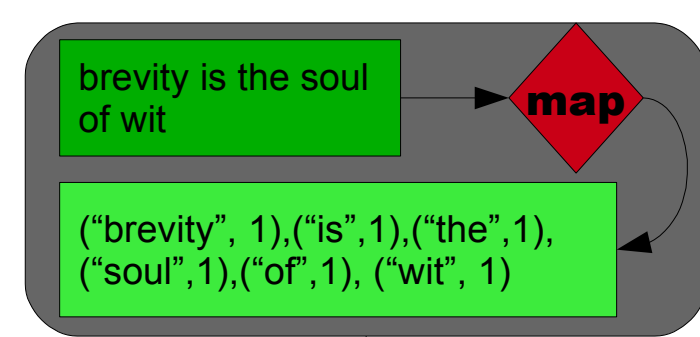 brevity is the soul
of wit
map
(“brevity”, 1),(“is”,1),(“the”,1),
(“soul”,1),(“of”,1), (“wit”, 1)